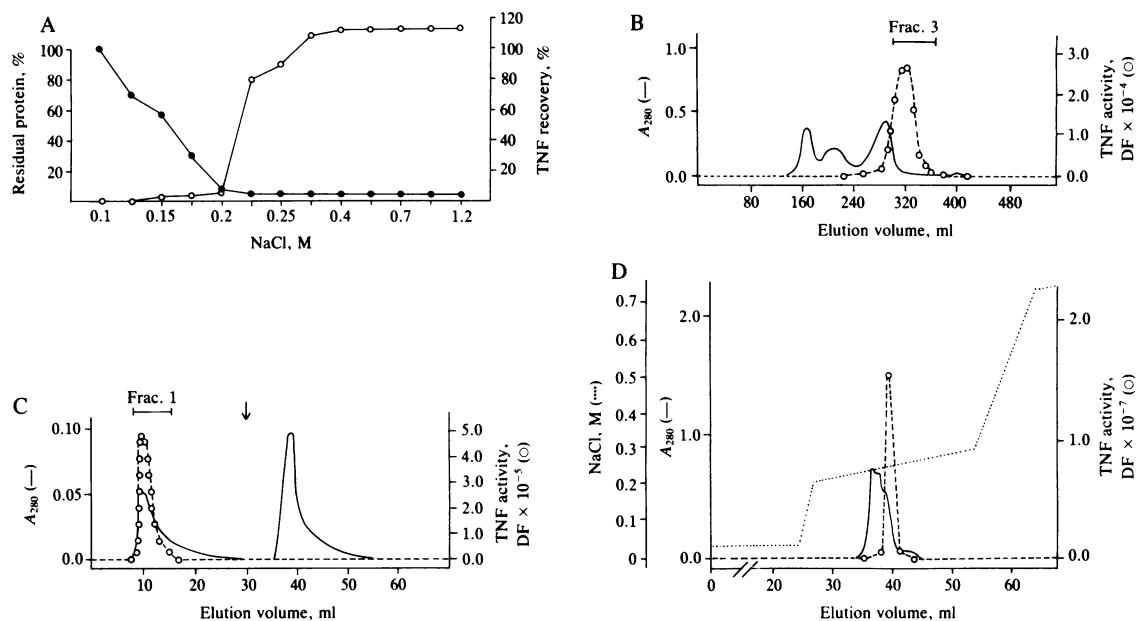 A
Residual protein, %
100
80
60
40
20
120
100
80
60
40
20
TNF recovery, %
0.1 0.15 0.2 0.25 0.4 0.7 1.2
NaCl, M
B
Frac. 3
A280 (—)
1.0
0.5
0.0
3.0
2.0
1.0
0.0
TNF activity,
DF × 10-4 (○)
80 160 240 320 400 480
Elution volume, ml
C
Frac. 1
A280 (—)
0.10
0.05
0.0
5.0
4.0
3.0
2.0
1.0
0.0
TNF activity,
DF × 10-5 (○)
10 20 30 40 50 60
Elution volume, ml
D
NaCl, M (····)
0.7
0.6
0.5
0.4
0.3
0.2
0.1
0
A280 (—)
2.0
1.0
0.0
2.0
1.0
0.0
TNF activity,
DF × 10-7 (○)
0 20 30 40 50 60
Elution volume, ml